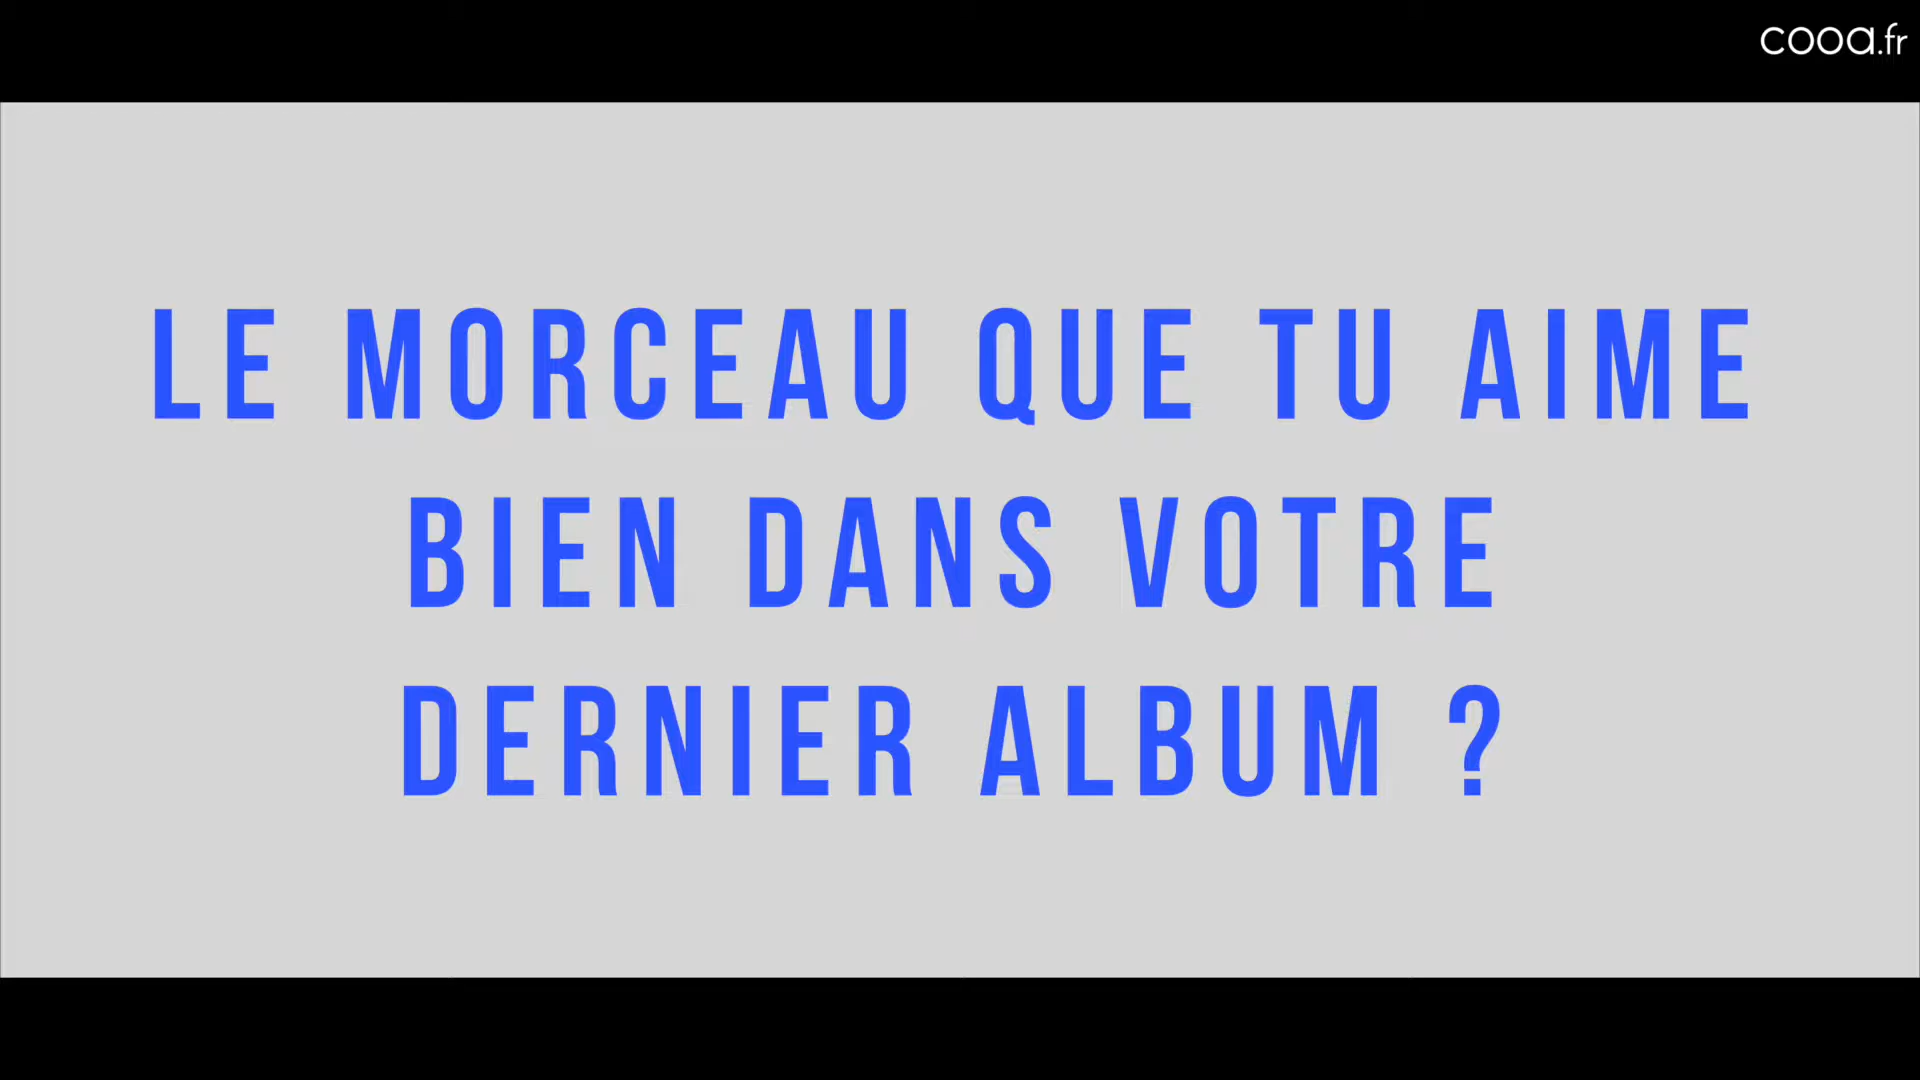 cooa.fr
LE MORCEAU QUE TU AIME
BIEN DANS VOTRE
DERNIER ALBUM ?